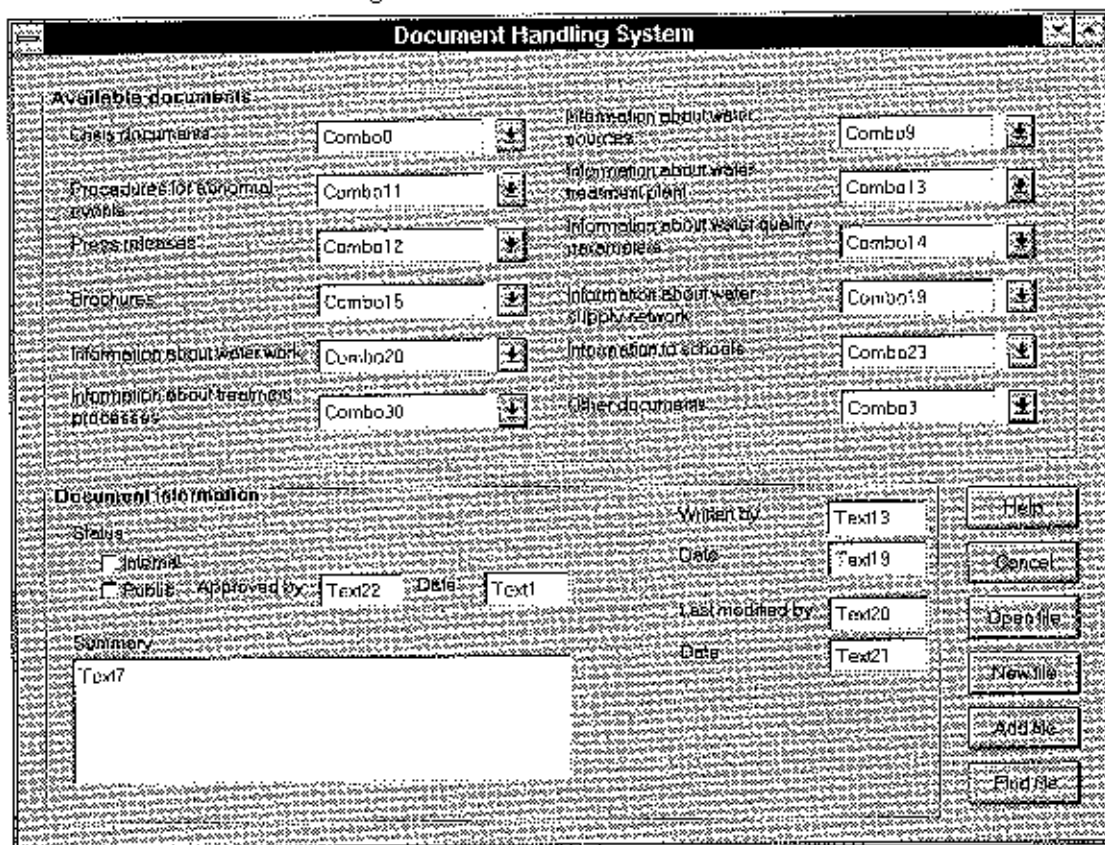 Document Handling System
Available documents
Crisis documents
Combo0
Information about water
sources
Combo9
Procedures for abnormal
events
Combo11
Information about water
treatment plant
Combo13
Press releases
Combo12
Information about water quality
parameters
Combo14
Brochures
Combo15
Information about water
supply network
Combo19
Information about water work
Combo20
Information to schools
Combo23
Information about treatment
processes
Combo30
Other documents
Combo3
Document information
Status
Internal
Public Approved by Text22 Date Text1
Summary
Text7
Written by Text13
Date Text19
Last modified by Text20
Date Text21
Help
Cancel
Open file
New file
Add file
Find file